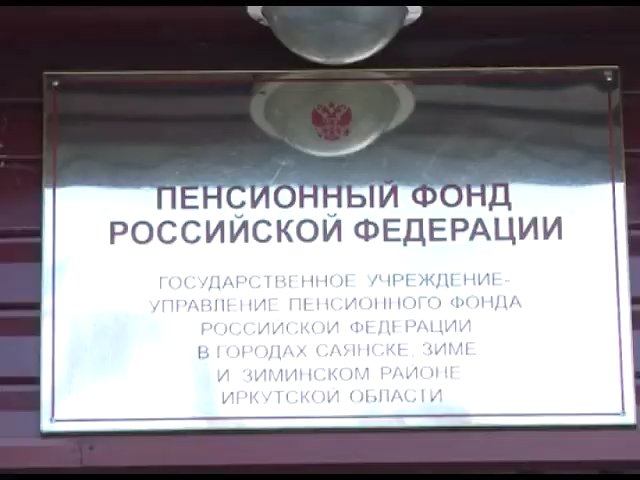 ПЕНСИОННЫЙ ФОНД
РОССИЙСКОЙ ФЕДЕРАЦИИ
ГОСУДАРСТВЕННОЕ УЧРЕЖДЕНИЕ-
УПРАВЛЕНИЕ ПЕНСИОННОГО ФОНДА
РОССИЙСКОЙ ФЕДЕРАЦИИ
В ГОРОДАХ САЯНСКЕ, ЗИМЕ
И ЗИМИНСКОМ РАЙОНЕ
ИРКУТСКОЙ ОБЛАСТИ